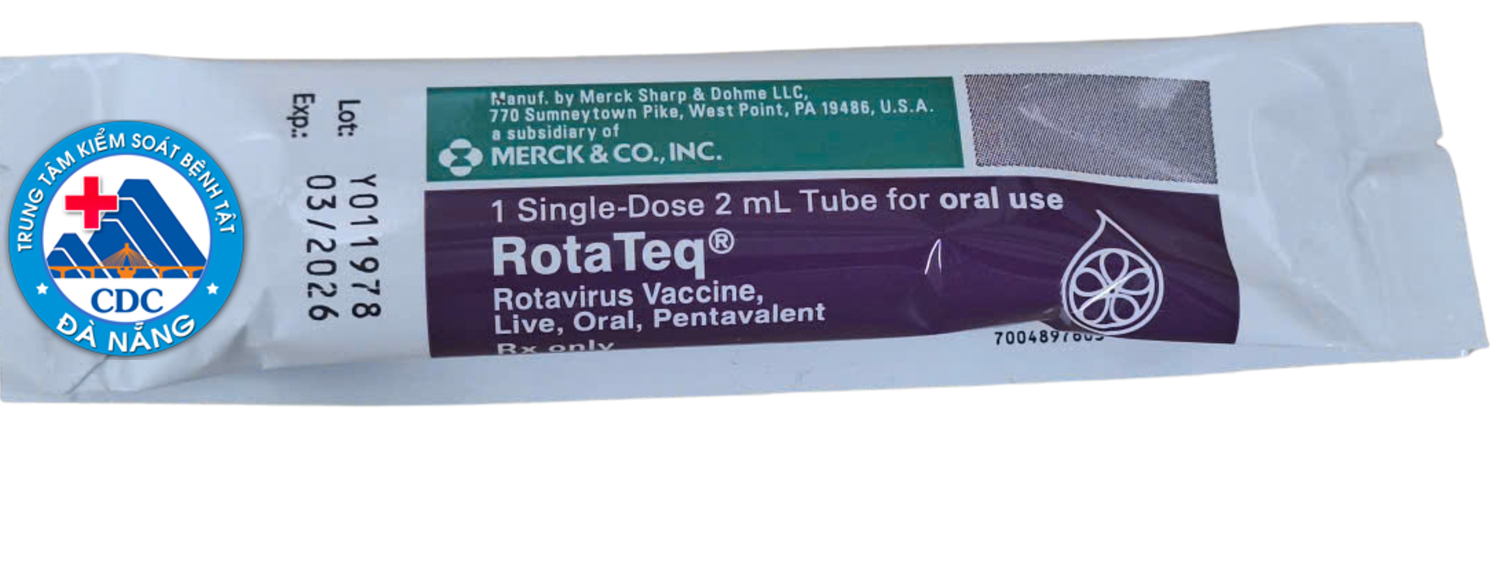 TRUNG TÂM KIỂM SOÁT BỆNH TẬT
CDC
ĐÀ NẴNG
Lot: Y011978
Exp.: 03/2026
Manuf. by Merck Sharp & Dohme LLC,
770 Sumneytown Pike, West Point, PA 19486, U.S.A.
a subsidiary of
MERCK & CO., INC.
1 Single-Dose 2 mL Tube for oral use
RotaTeq®
Rotavirus Vaccine,
Live, Oral, Pentavalent
Rx only